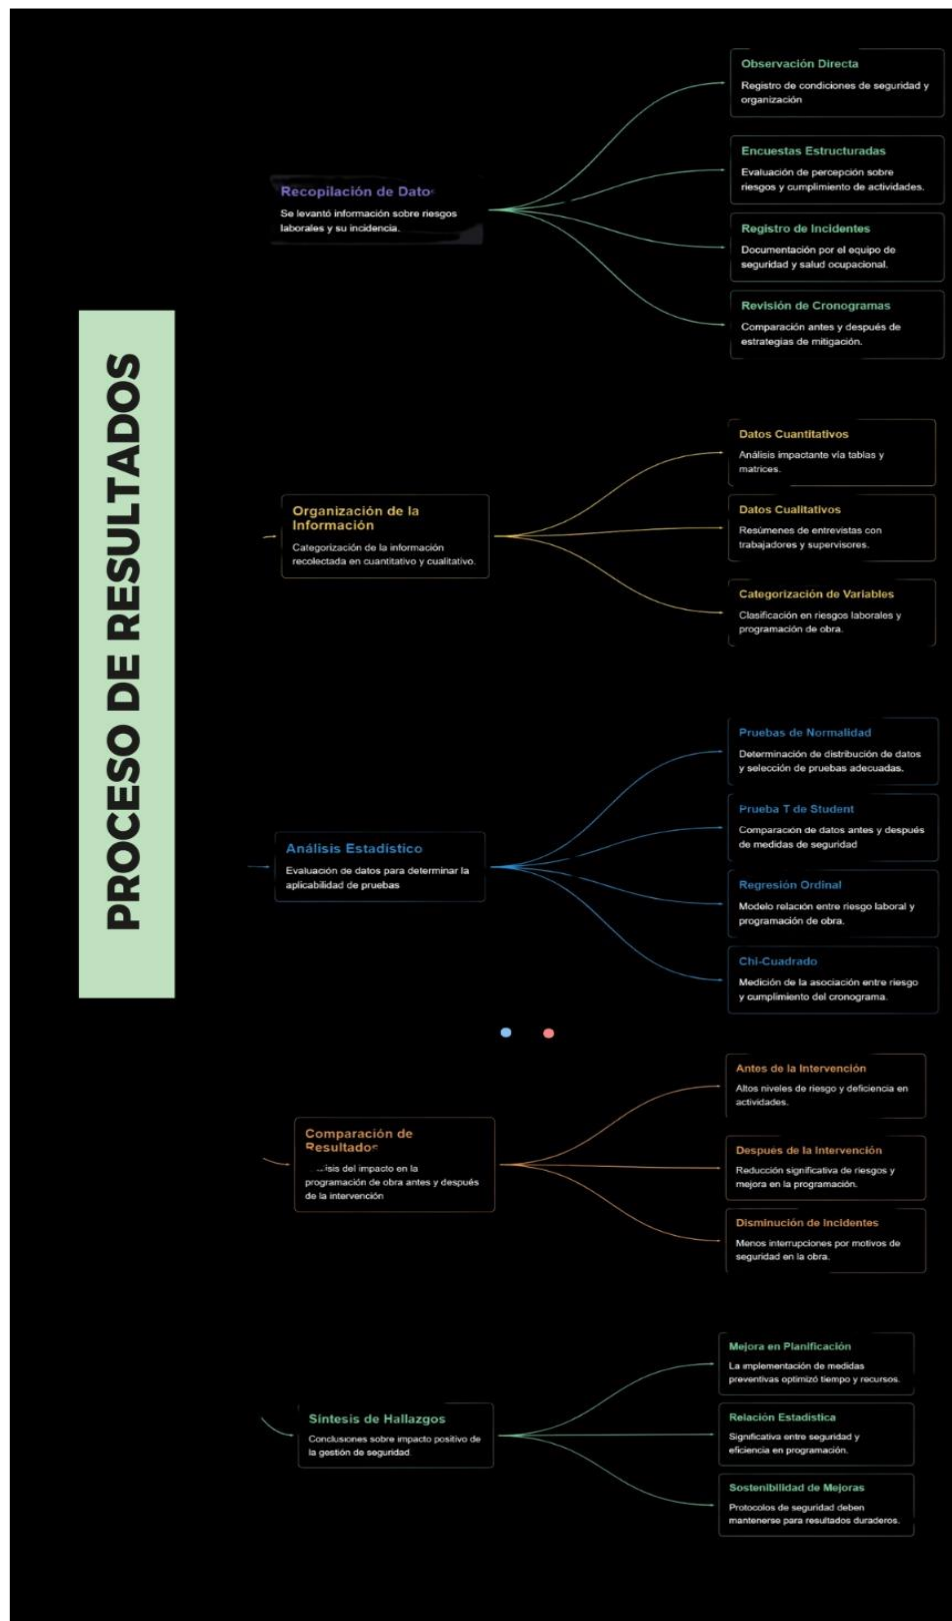 PROCESO DE RESULTADOS
Recopilación de Datos
Se levantó información sobre riesgos
laborales y su incidencia.
Observación Directa
Registro de condiciones de seguridad y
organización
Encuestas Estructuradas
Evaluación de percepción sobre
riesgos y cumplimiento de actividades.
Registro de Incidentes
Documentación por el equipo de
seguridad y salud ocupacional.
Revisión de Cronogramas
Comparación antes y después de
estrategias de mitigación.
Organización de la
Información
Categorización de la información
recolectada en cuantitativo y cualitativo.
Datos Cuantitativos
Análisis impactante vía tablas y
matrices.
Datos Cualitativos
Resúmenes de entrevistas con
trabajadores y supervisores.
Categorización de Variables
Clasificación en riesgos laborales y
programación de obra.
Análisis Estadístico
Evaluación de datos para determinar la
aplicabilidad de pruebas
Pruebas de Normalidad
Determinación de distribución de datos
y selección de pruebas adecuadas.
Prueba T de Student
Comparación de datos antes y después
de medidas de seguridad
Regresión Ordinal
Modelo relación entre riesgo laboral y
programación de obra.
Chi-Cuadrado
Medición de la asociación entre riesgo
y cumplimiento del cronograma.
Comparación de
Resultados
del impacto en la
programación de obra antes y después
de la intervención
Antes de la Intervención
Altos niveles de riesgo y deficiencia en
actividades.
Después de la Intervención
Reducción significativa de riesgos y
mejora en la programación.
Disminución de Incidentes
Menos interrupciones por motivos de
seguridad en la obra.
Síntesis de Hallazgos
Conclusiones sobre impacto positivo de
la gestión de seguridad
Mejora en Planificación
La implementación de medidas
preventivas optimizó tiempo y recursos.
Relación Estadística
Significativa entre seguridad y
eficiencia en programación.
Sostenibilidad de Mejoras
Protocolos de seguridad deben
mantenerse para resultados duraderos.